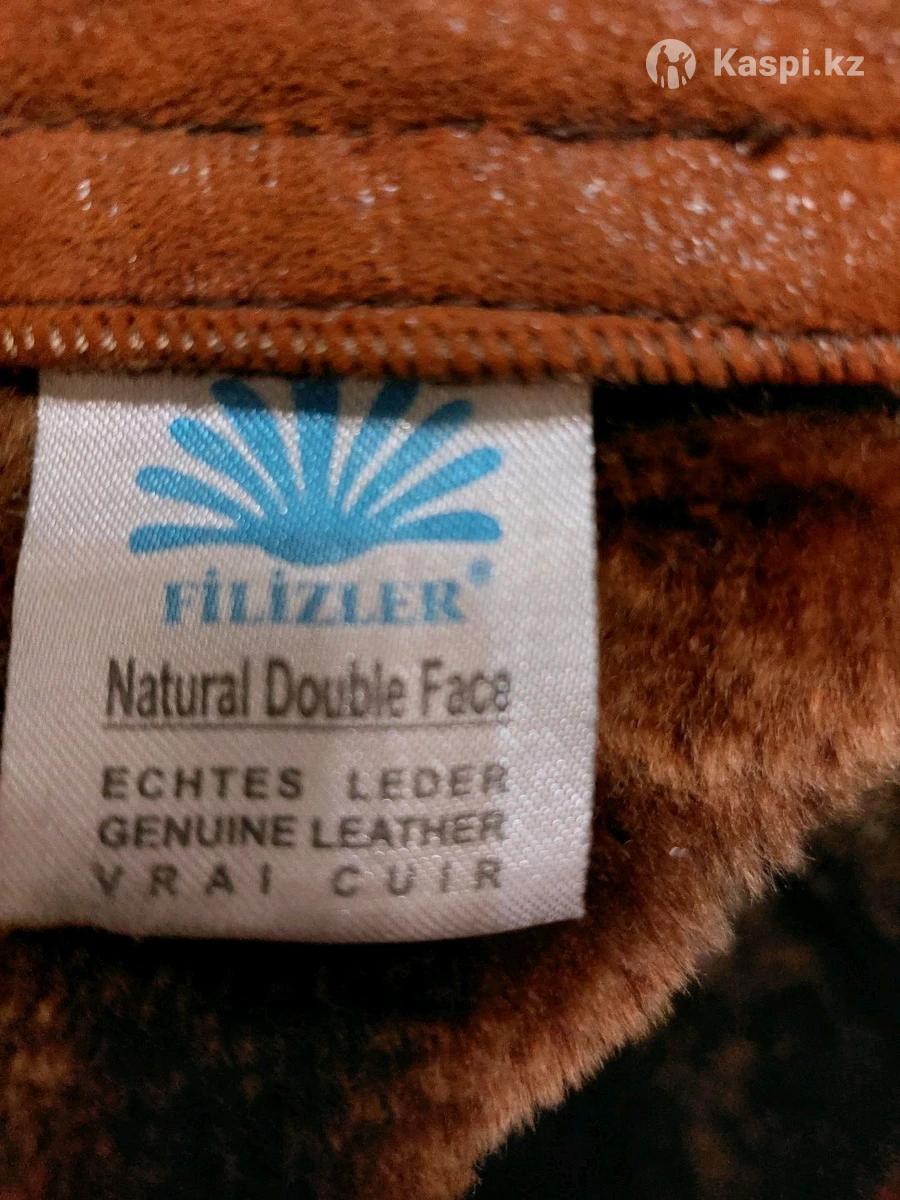 Kaspi.kz
FİLİZLER®
Natural Double Face
ECHTES LEDER
GENUINE LEATHER
VRAI CUIR